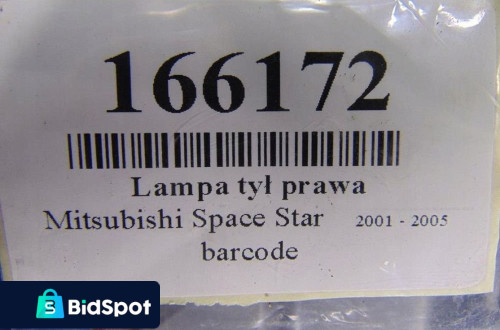 166172
Lampa tył prawa
Mitsubishi Space Star 2001 - 2005
barcode
S BidSpot